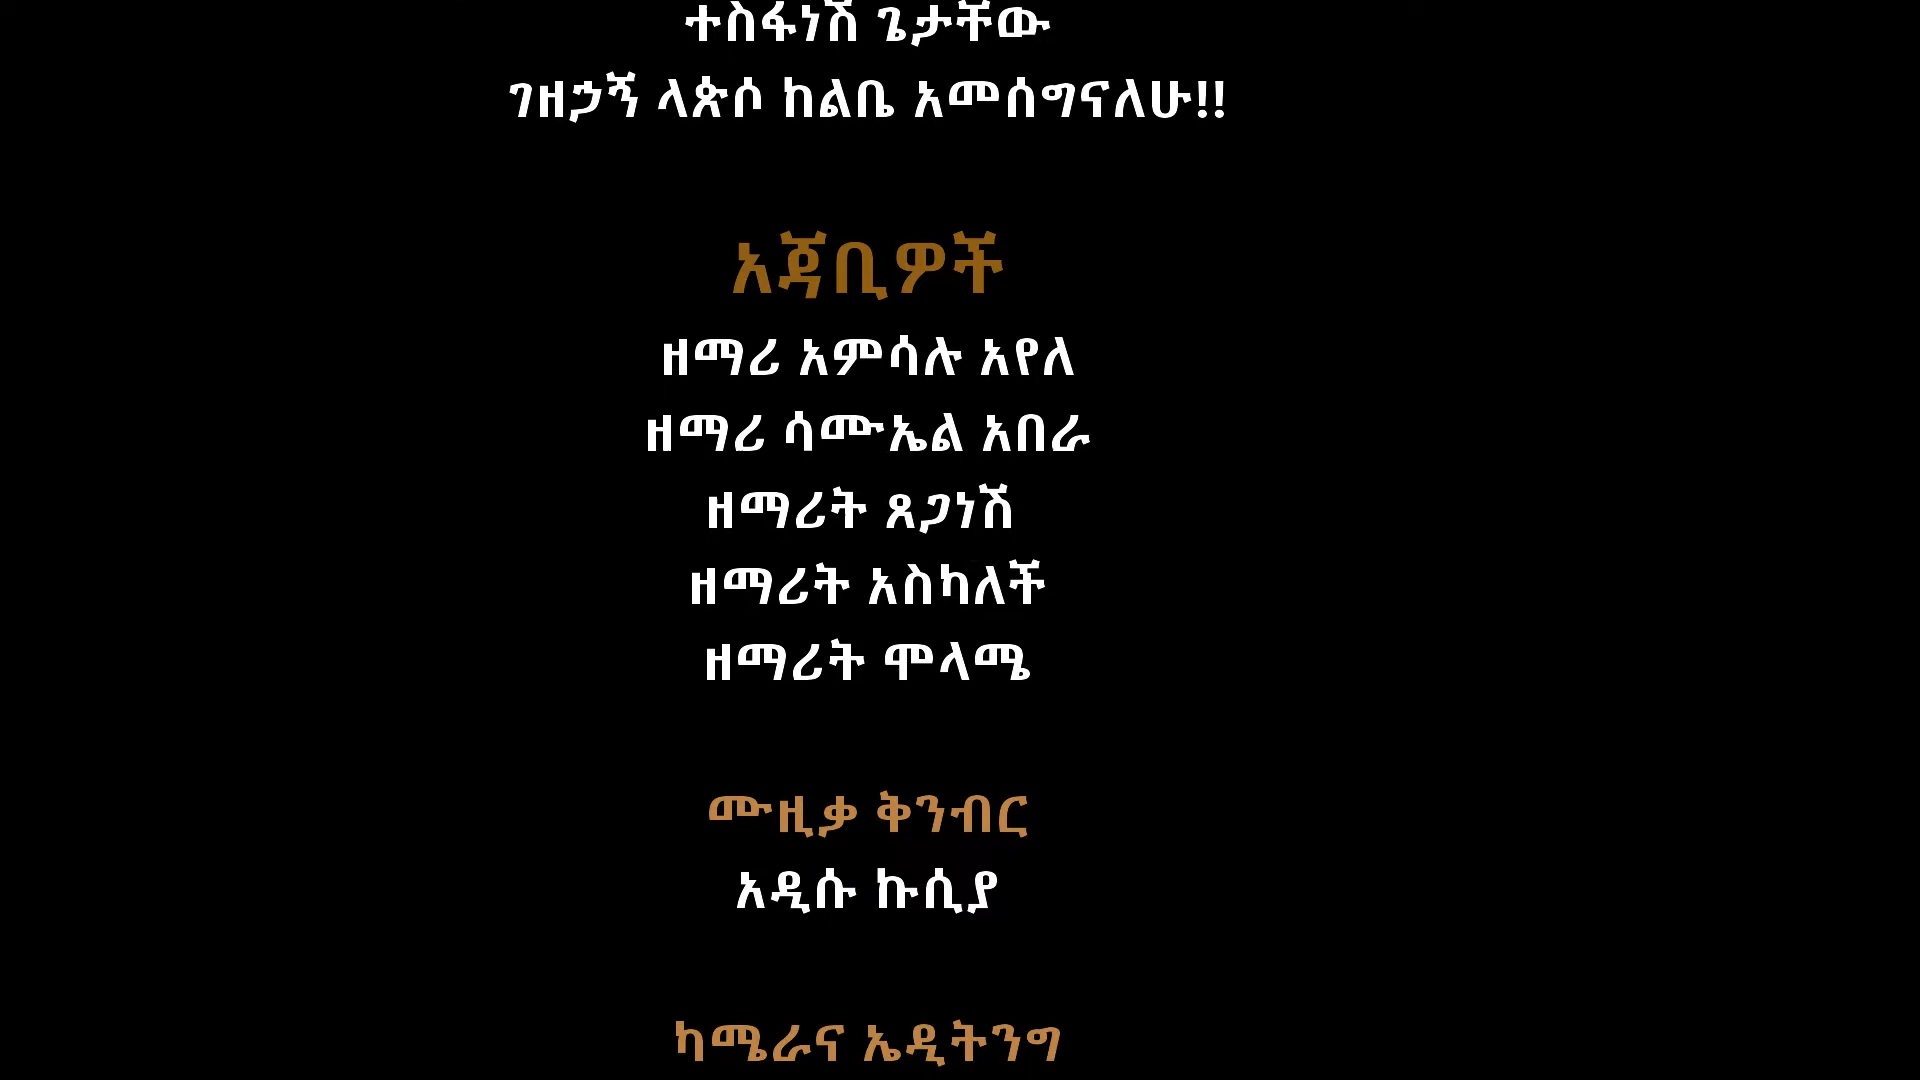 ተስፋነሽ ጌታቸው
ገዘኃኝ ላጵሶ ከልቤ አመሰግናለሁ!!
አጃቢዎች
ዘማሪ አምሳሉ አየለ
ዘማሪ ሳሙኤል አበራ
ዘማሪት ጸጋነሽ
ዘማሪት አስካለች
ዘማሪት ሞላሜ
ሙዚቃ ቅንብር
አዲሱ ኩሲያ
ካሜራና ኤዲትንግ